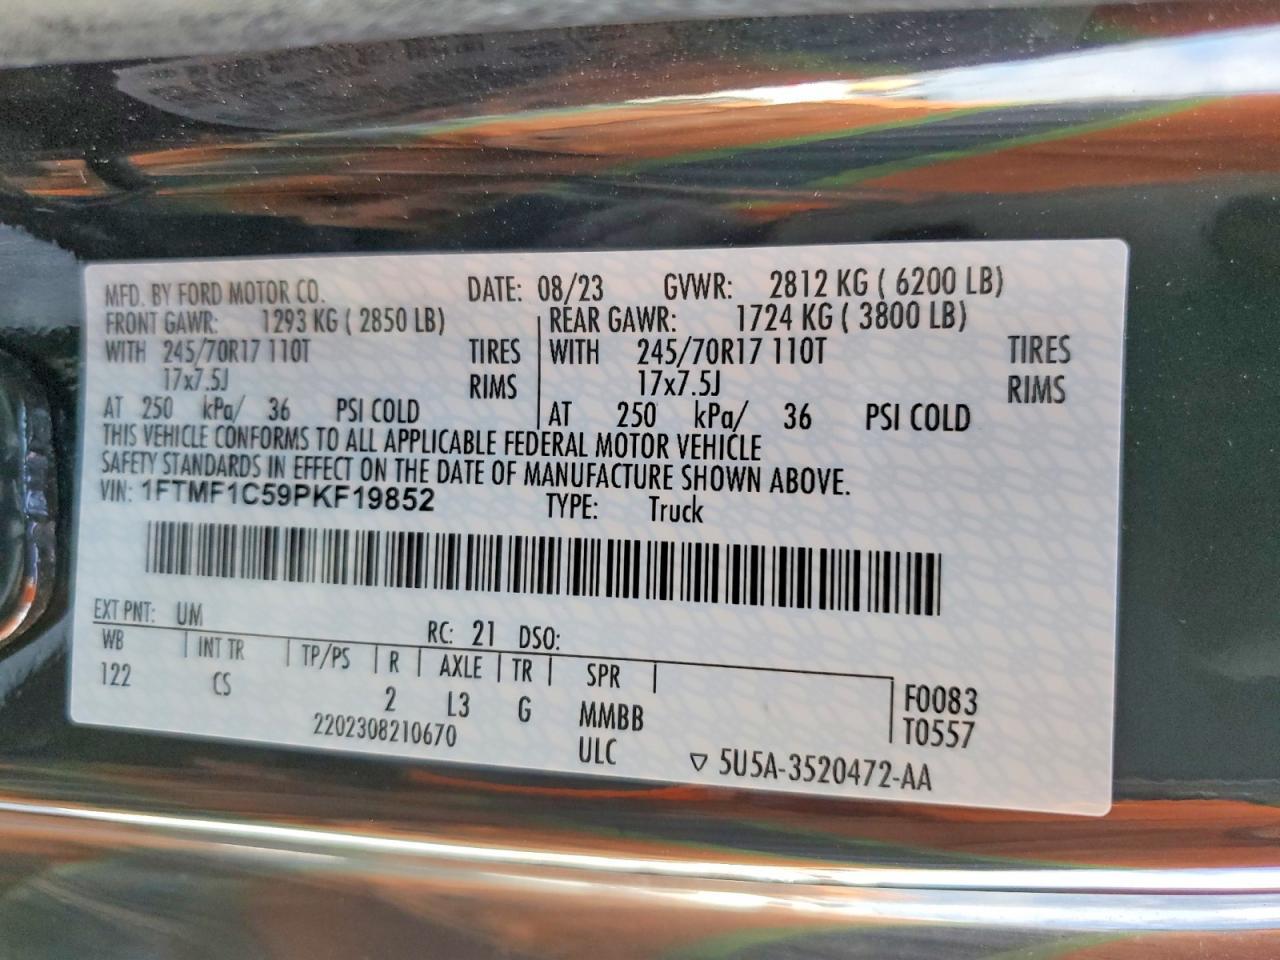 MFD. BY FORD MOTOR CO. DATE: 08/23 GVWR: 2812 KG ( 6200 LB)
FRONT GAWR: 1293 KG ( 2850 LB) REAR GAWR: 1724 KG ( 3800 LB)
WITH 245/70R17 110T TIRES WITH 245/70R17 110T TIRES
17x7.5J RIMS 17x7.5J RIMS
AT 250 kPa/ 36 PSI COLD AT 250 kPa/ 36 PSI COLD
THIS VEHICLE CONFORMS TO ALL APPLICABLE FEDERAL MOTOR VEHICLE
SAFETY STANDARDS IN EFFECT ON THE DATE OF MANUFACTURE SHOWN ABOVE.
VIN: 1FTMF1C59PKF19852 TYPE: Truck
EXT PNT: UM RC: 21 DSO:
WB INT TR TP/PS R AXLE TR SPR
122 CS 2 L3 G MMBB F0083
2202308210670 ULC T0557
▽ 5U5A-3520472-AA